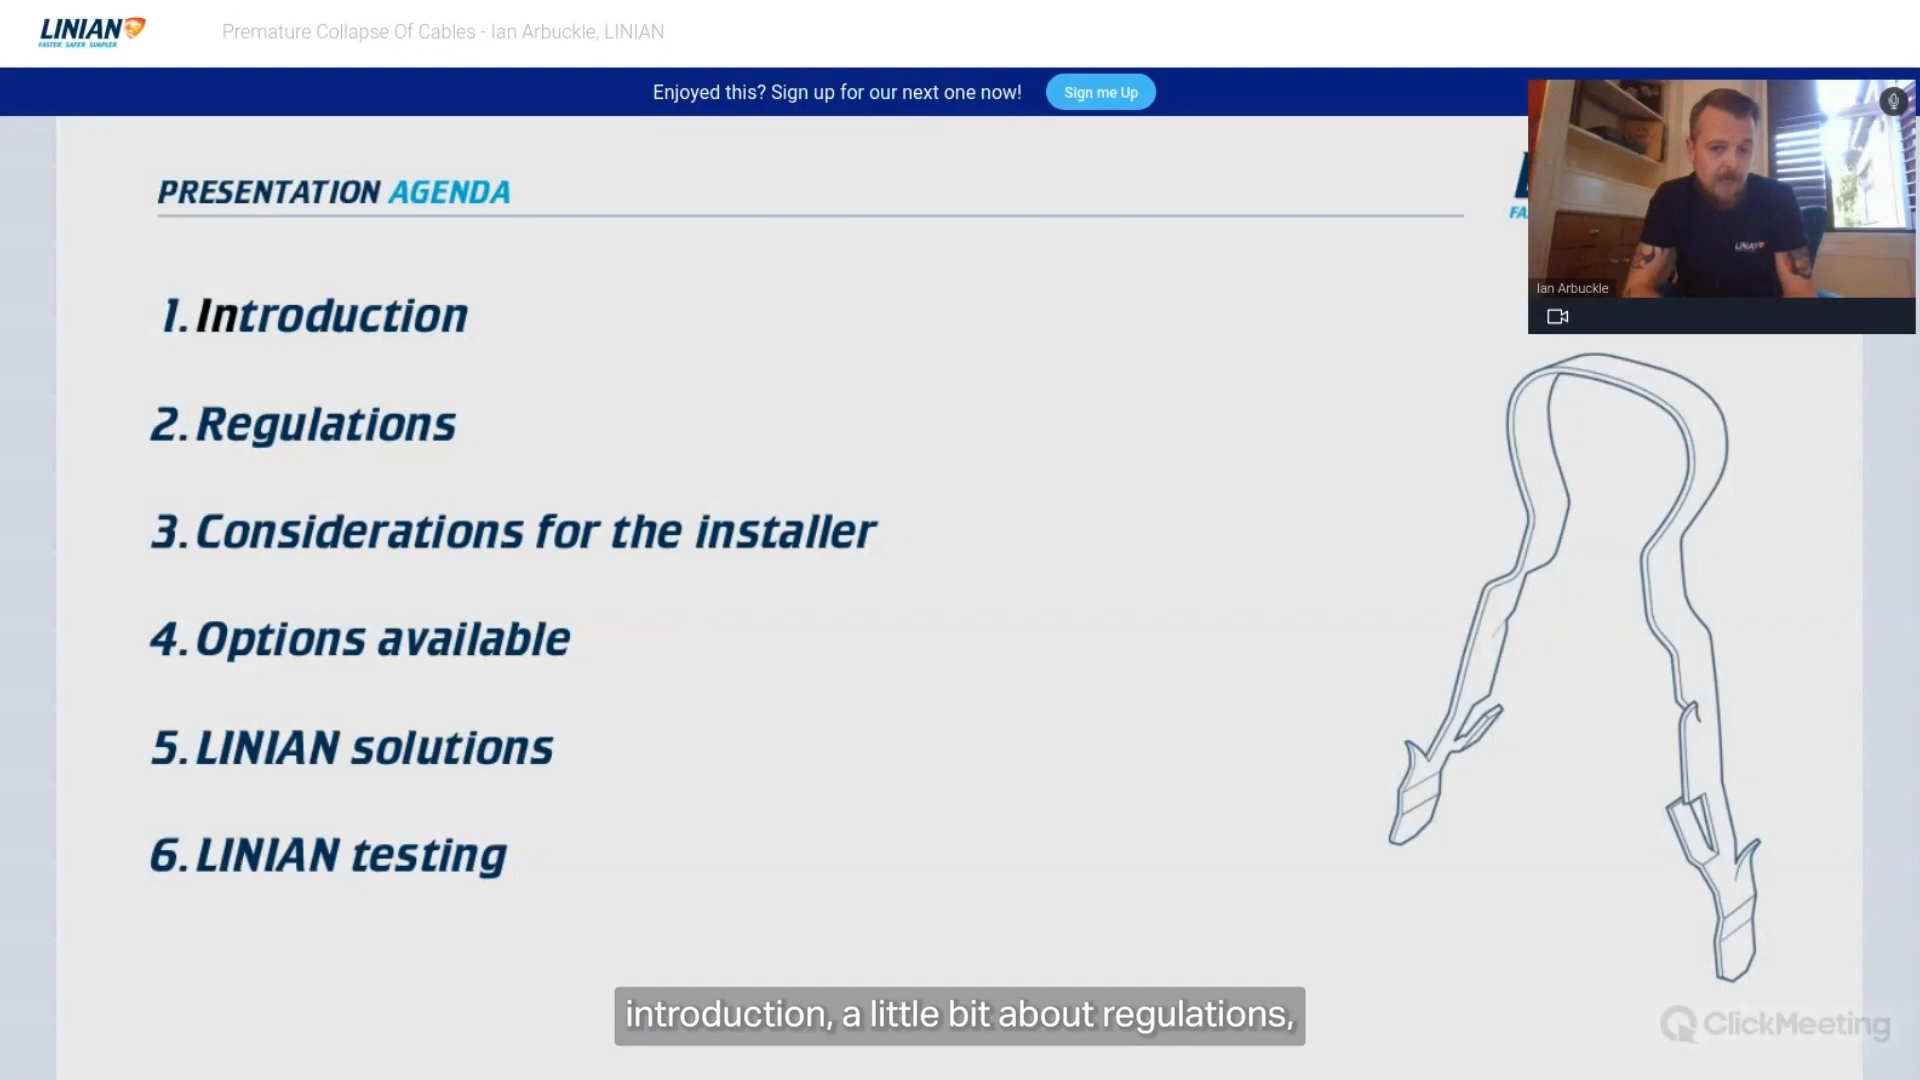 LINIAN
FASTER. SAFER. SIMPLER.
Premature Collapse Of Cables - Ian Arbuckle, LINIAN
Enjoyed this? Sign up for our next one now!
Sign me Up
PRESENTATION AGENDA
FA
LINIAN
Ian Arbuckle
1. Introduction
2. Regulations
3. Considerations for the installer
4. Options available
5. LINIAN solutions
6. LINIAN testing
introduction, a little bit about regulations,
ClickMeeting